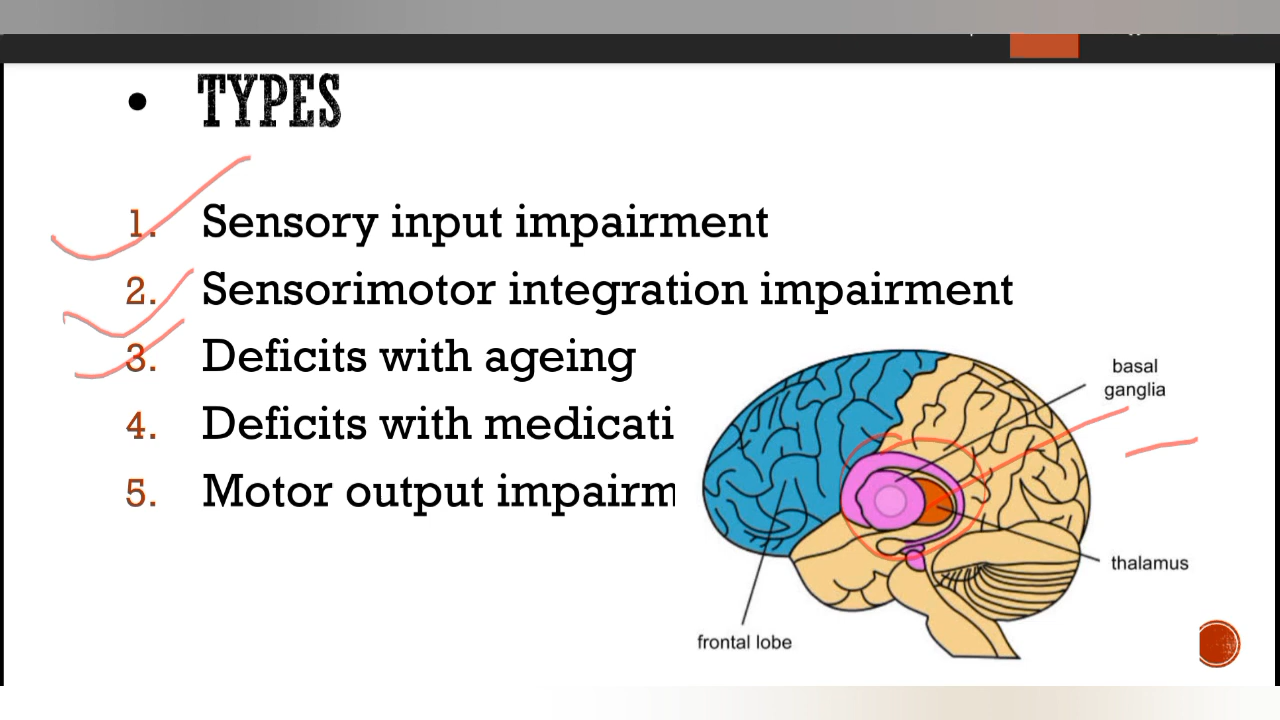 • TYPES
1. Sensory input impairment
2. Sensorimotor integration impairment
3. Deficits with ageing
4. Deficits with medicati
5. Motor output impairm
basal
ganglia
thalamus
frontal lobe